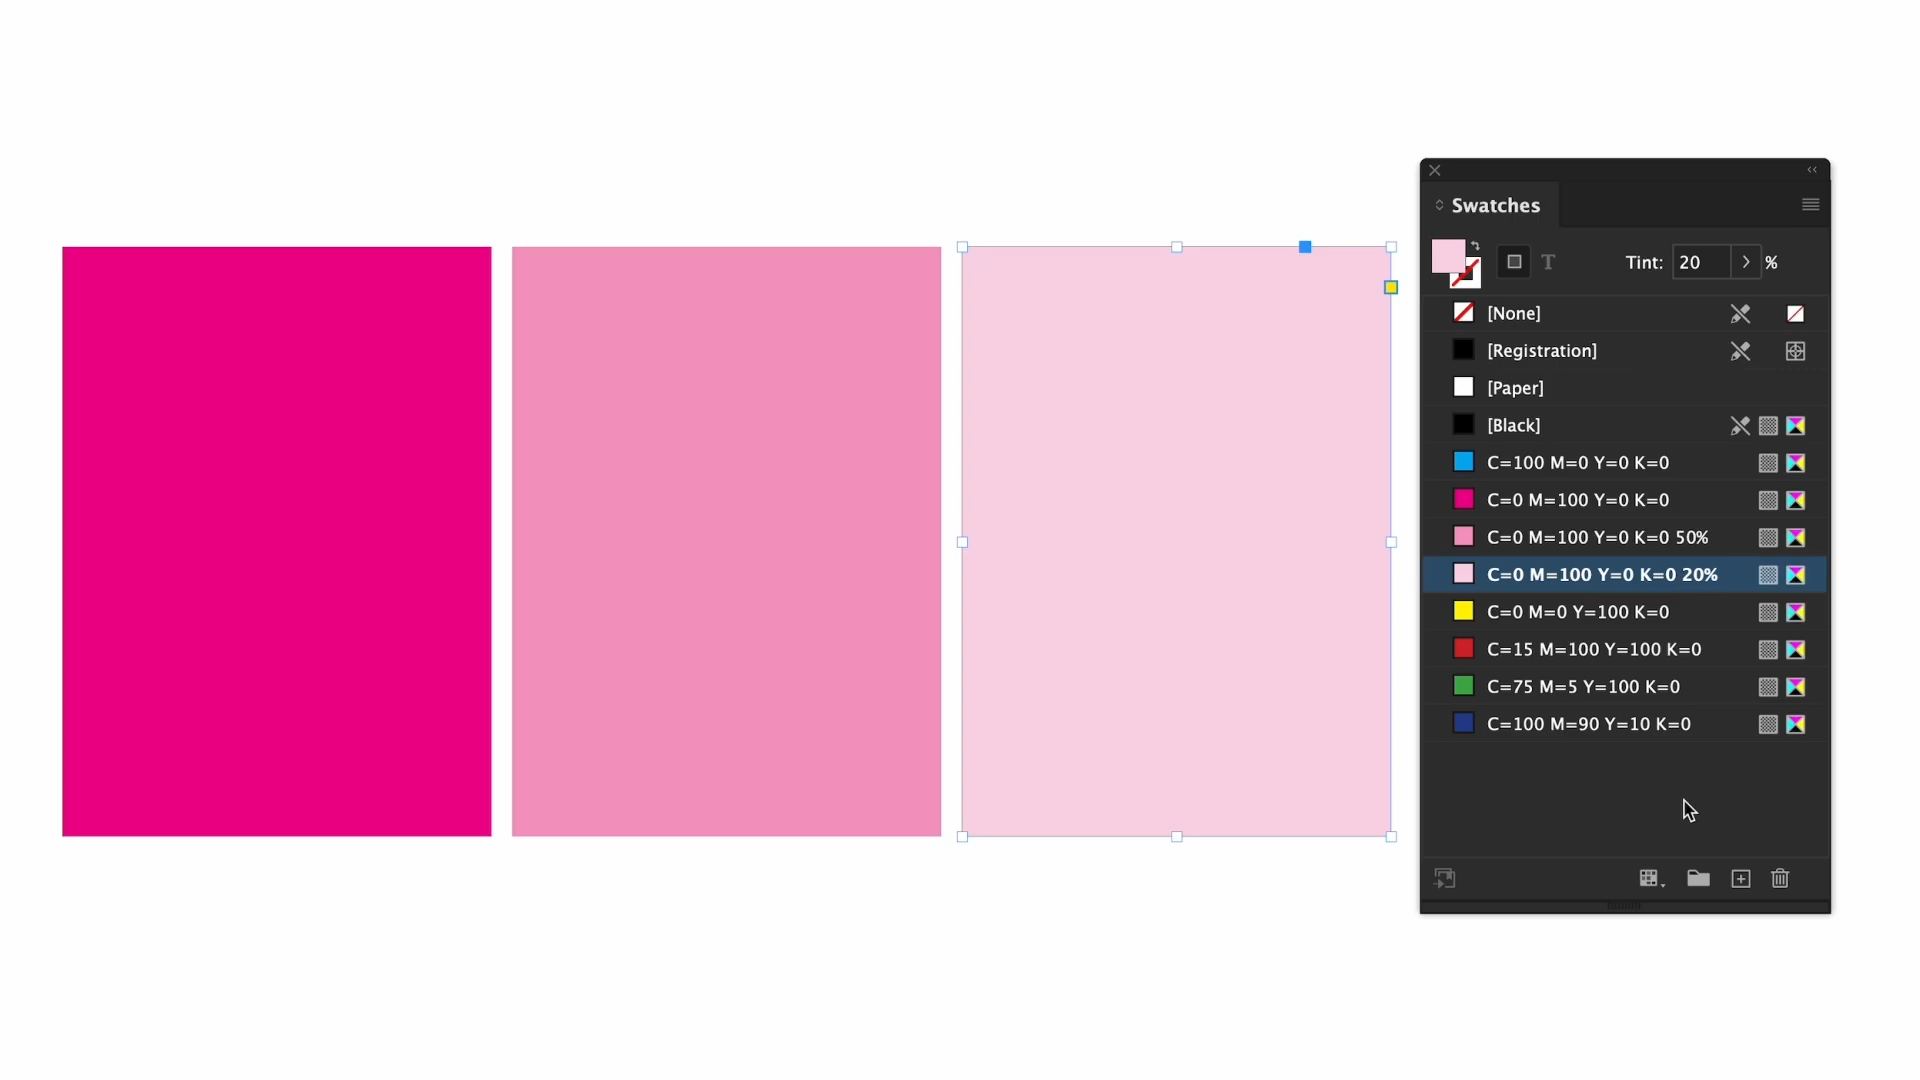 Swatches
T Tint: 20 %
[None]
[Registration]
[Paper]
[Black]
C=100 M=0 Y=0 K=0
C=0 M=100 Y=0 K=0
C=0 M=100 Y=0 K=0 50%
C=0 M=100 Y=0 K=0 20%
C=0 M=0 Y=100 K=0
C=15 M=100 Y=100 K=0
C=75 M=5 Y=100 K=0
C=100 M=90 Y=10 K=0